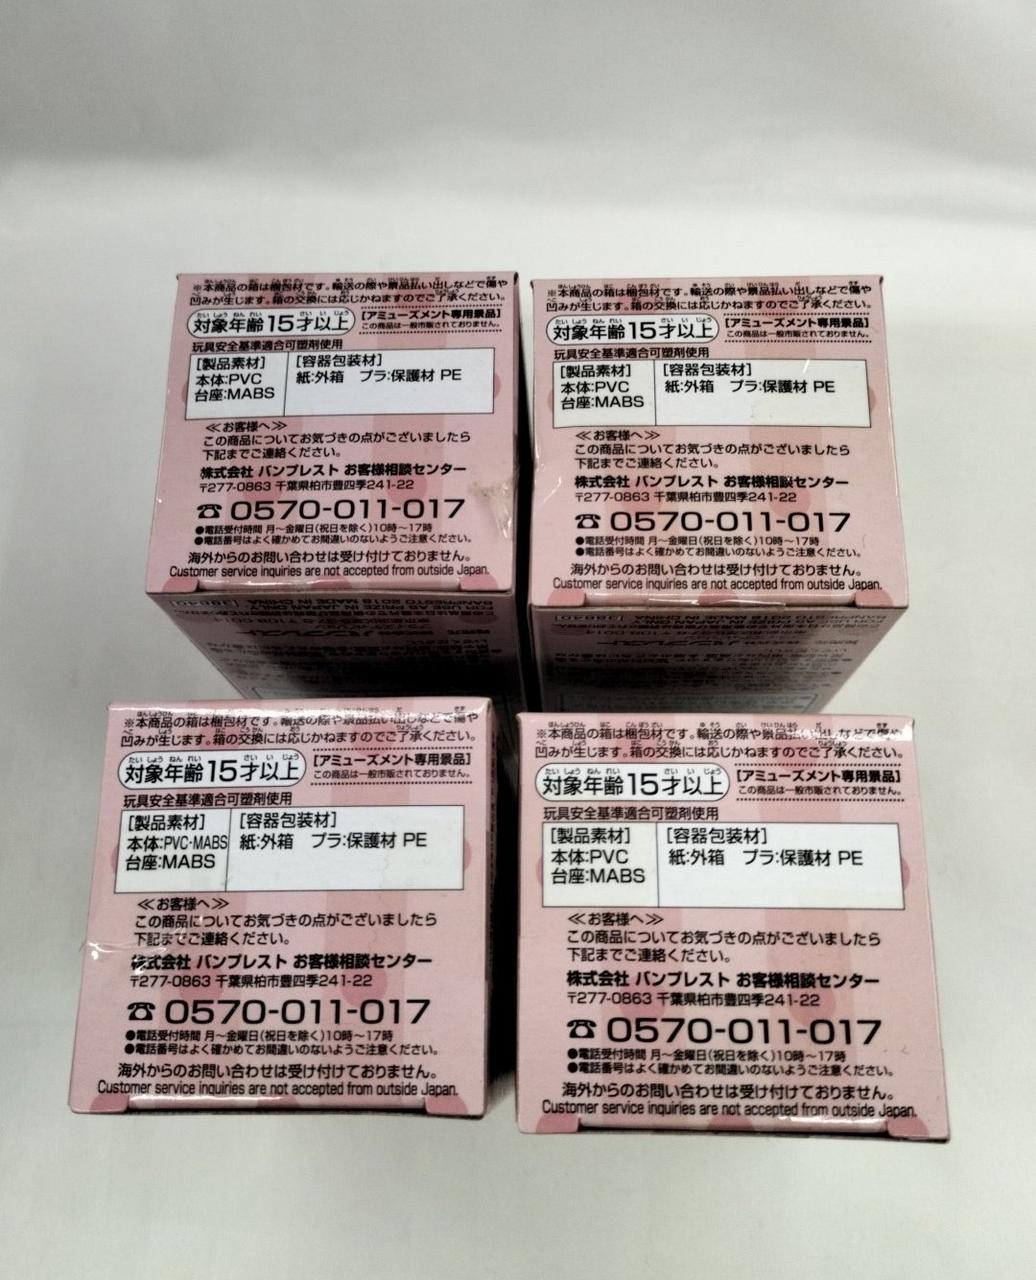 ※本商品の箱は梱包材です。輸送の際や景品払い出しなどで傷や
凹みが生じます。箱の交換には応じかねますのでご了承ください。
対象年齢15才以上
[アミューズメント専用景品]
この商品は一般市販されておりません。
玩具安全基準適合可塑剤使用
[製品素材]
本体:PVC
台座:MABS
[容器包装材]
紙:外箱 プラ:保護材 PE
≪お客様へ≫
この商品についてお気づきの点がございましたら
下記までご連絡ください。
株式会社 バンプレスト お客様相談センター
〒277-0863 千葉県柏市豊四季241-22
☎ 0570-011-017
●電話受付時間 月～金曜日(祝日を除く)10時～17時
●電話番号はよく確かめてお間違いのないようご注意ください。
海外からのお問い合わせは受け付けておりません。
Customer service inquiries are not accepted from outside Japan.
※本商品の箱は梱包材です。輸送の際や景品払い出しなどで傷や
凹みが生じます。箱の交換には応じかねますのでご了承ください。
対象年齢15才以上
[アミューズメント専用景品]
この商品は一般市販されておりません。
玩具安全基準適合可塑剤使用
[製品素材]
本体:PVC
台座:MABS
[容器包装材]
紙:外箱 プラ:保護材 PE
≪お客様へ≫
この商品についてお気づきの点がございましたら
下記までご連絡ください。
株式会社 バンプレスト お客様相談センター
〒277-0863 千葉県柏市豊四季241-22
☎ 0570-011-017
●電話受付時間 月～金曜日(祝日を除く)10時～17時
●電話番号はよく確かめてお間違いのないようご注意ください。
海外からのお問い合わせは受け付けておりません。
Customer service inquiries are not accepted from outside Japan.
FOR USE AS PRIZE IN JAPAN ONLY.
BANPRESTO 2018 MADE IN CHINA [38640]
株式会社 バンプレスト
※本商品の箱は梱包材です。輸送の際や景品払い出しなどで傷や
凹みが生じます。箱の交換には応じかねますのでご了承ください。
対象年齢15才以上
[アミューズメント専用景品]
この商品は一般市販されておりません。
玩具安全基準適合可塑剤使用
[製品素材]
本体:PVC・MABS
台座:MABS
[容器包装材]
紙:外箱 プラ:保護材 PE
≪お客様へ≫
この商品についてお気づきの点がございましたら
下記までご連絡ください。
株式会社 バンプレスト お客様相談センター
〒277-0863 千葉県柏市豊四季241-22
☎ 0570-011-017
●電話受付時間 月～金曜日(祝日を除く)10時～17時
●電話番号はよく確かめてお間違いのないようご注意ください。
海外からのお問い合わせは受け付けておりません。
Customer service inquiries are not accepted from outside Japan.
※本商品の箱は梱包材です。輸送の際や景品払い出しなどで傷や
凹みが生じます。箱の交換には応じかねますのでご了承ください。
対象年齢15才以上
[アミューズメント専用景品]
この商品は一般市販されておりません。
玩具安全基準適合可塑剤使用
[製品素材]
本体:PVC
台座:MABS
[容器包装材]
紙:外箱 プラ:保護材 PE
≪お客様へ≫
この商品についてお気づきの点がございましたら
下記までご連絡ください。
株式会社 バンプレスト お客様相談センター
〒277-0863 千葉県柏市豊四季241-22
☎ 0570-011-017
●電話受付時間 月～金曜日(祝日を除く)10時～17時
●電話番号はよく確かめてお間違いのないようご注意ください。
海外からのお問い合わせは受け付けておりません。
Customer service inquiries are not accepted from outside Japan.